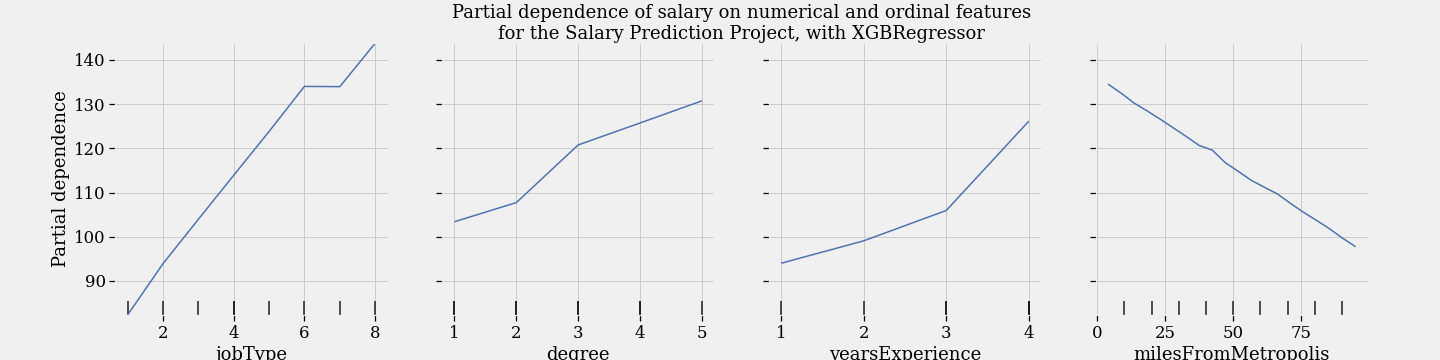 Partial dependence of salary on numerical and ordinal features
for the Salary Prediction Project, with XGBRegressor
Partial dependence
140
130
120
110
100
90
2 4 6 8
jobType
1 2 3 4 5
degree
1 2 3 4
yearsExperience
0 25 50 75
milesFromMetropolis